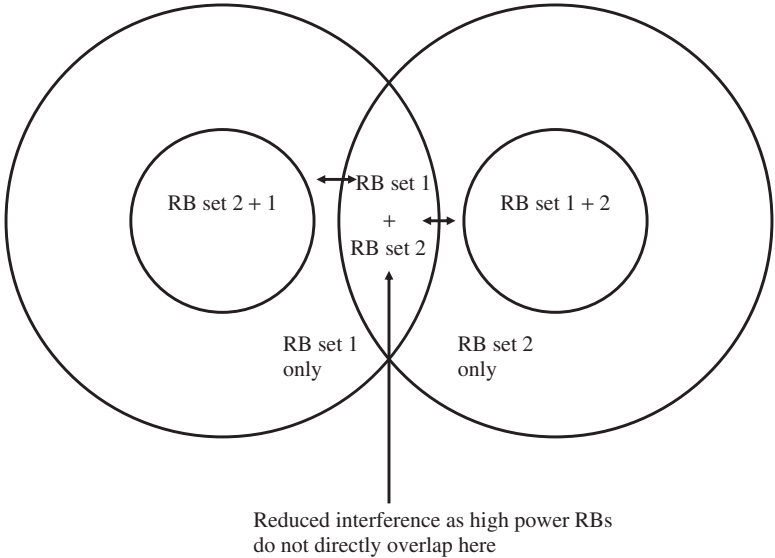 RB set 1
RB set 2 + 1
RB set 1 + 2
+
RB set 2
RB set 1
only
RB set 2
only
Reduced interference as high power RBs
do not directly overlap here